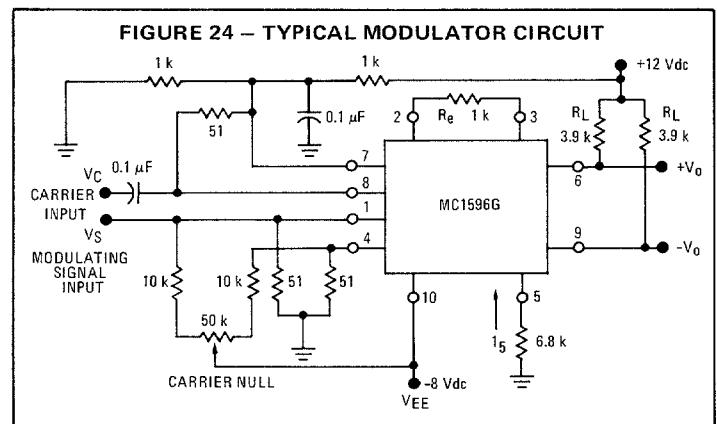 FIGURE 24 – TYPICAL MODULATOR CIRCUIT
1 k
1 k
+12 Vdc
51
0.1 μF
2
Re
1 k
3
RL
3.9 k
RL
3.9 k
0.1 μF
VC
CARRIER
INPUT
7
8
1
4
MC1596G
6
+Vo
9
-Vo
VS
MODULATING
SIGNAL
INPUT
10 k
10 k
51
51
50 k
CARRIER NULL
10
5
I5
6.8 k
-8 Vdc
VEE